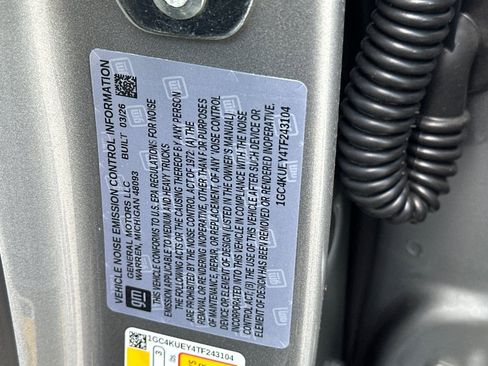 VEHICLE NOISE EMISSION CONTROL INFORMATION
GENERAL MOTORS LLC BUILT 03/26
WARREN, MICHIGAN 48093
THIS VEHICLE CONFORMS TO U.S. EPA REGULATIONS FOR NOISE
EMISSION APPLICABLE TO MEDIUM AND HEAVY TRUCKS
THE FOLLOWING ACTS OR THE CAUSING THEREOF BY ANY PERSON
ARE PROHIBITED BY THE NOISE CONTROL ACT OF 1972: (A) THE
REMOVAL OR RENDERING INOPERATIVE, OTHER THAN FOR PURPOSES
OF MAINTENANCE, REPAIR, OR REPLACEMENT, OF ANY NOISE CONTROL
DEVICE OR ELEMENT OF DESIGN (LISTED IN THE OWNER'S MANUAL)
INCORPORATED INTO THIS VEHICLE IN COMPLIANCE WITH THE NOISE
CONTROL ACT; (B) THE USE OF THIS VEHICLE AFTER SUCH DEVICE OR
ELEMENT OF DESIGN HAS BEEN REMOVED OR RENDERED INOPERATIVE.
1GC4KUEY4TF243104
gm
1GC4KUEY4TF243104